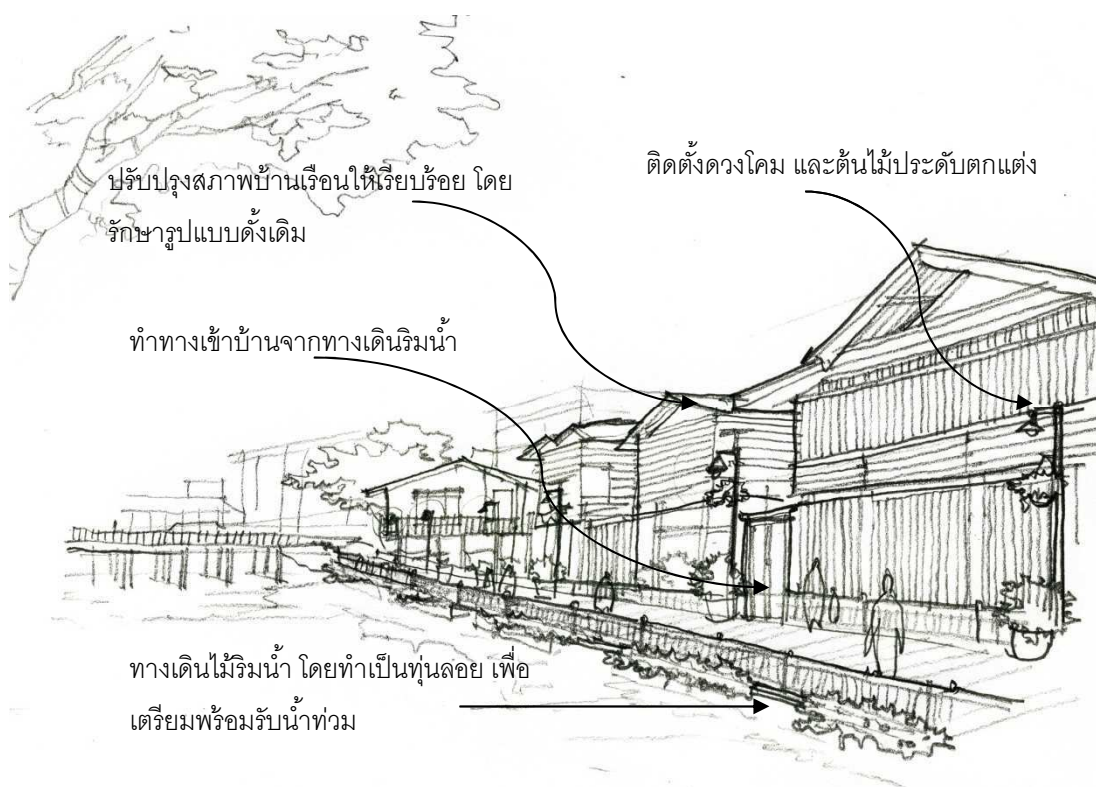 ปรับปรุงสภาพบ้านเรือนให้เรียบร้อย โดย
รักษารูปแบบดั้งเดิม
ติดตั้งดวงโคม และต้นไม้ประดับตกแต่ง
ทำทางเข้าบ้านจากทางเดินริมน้ำ
ทางเดินไม้ริมน้ำ โดยทำเป็นทุ่นลอย เพื่อ
เตรียมพร้อมรับน้ำท่วม